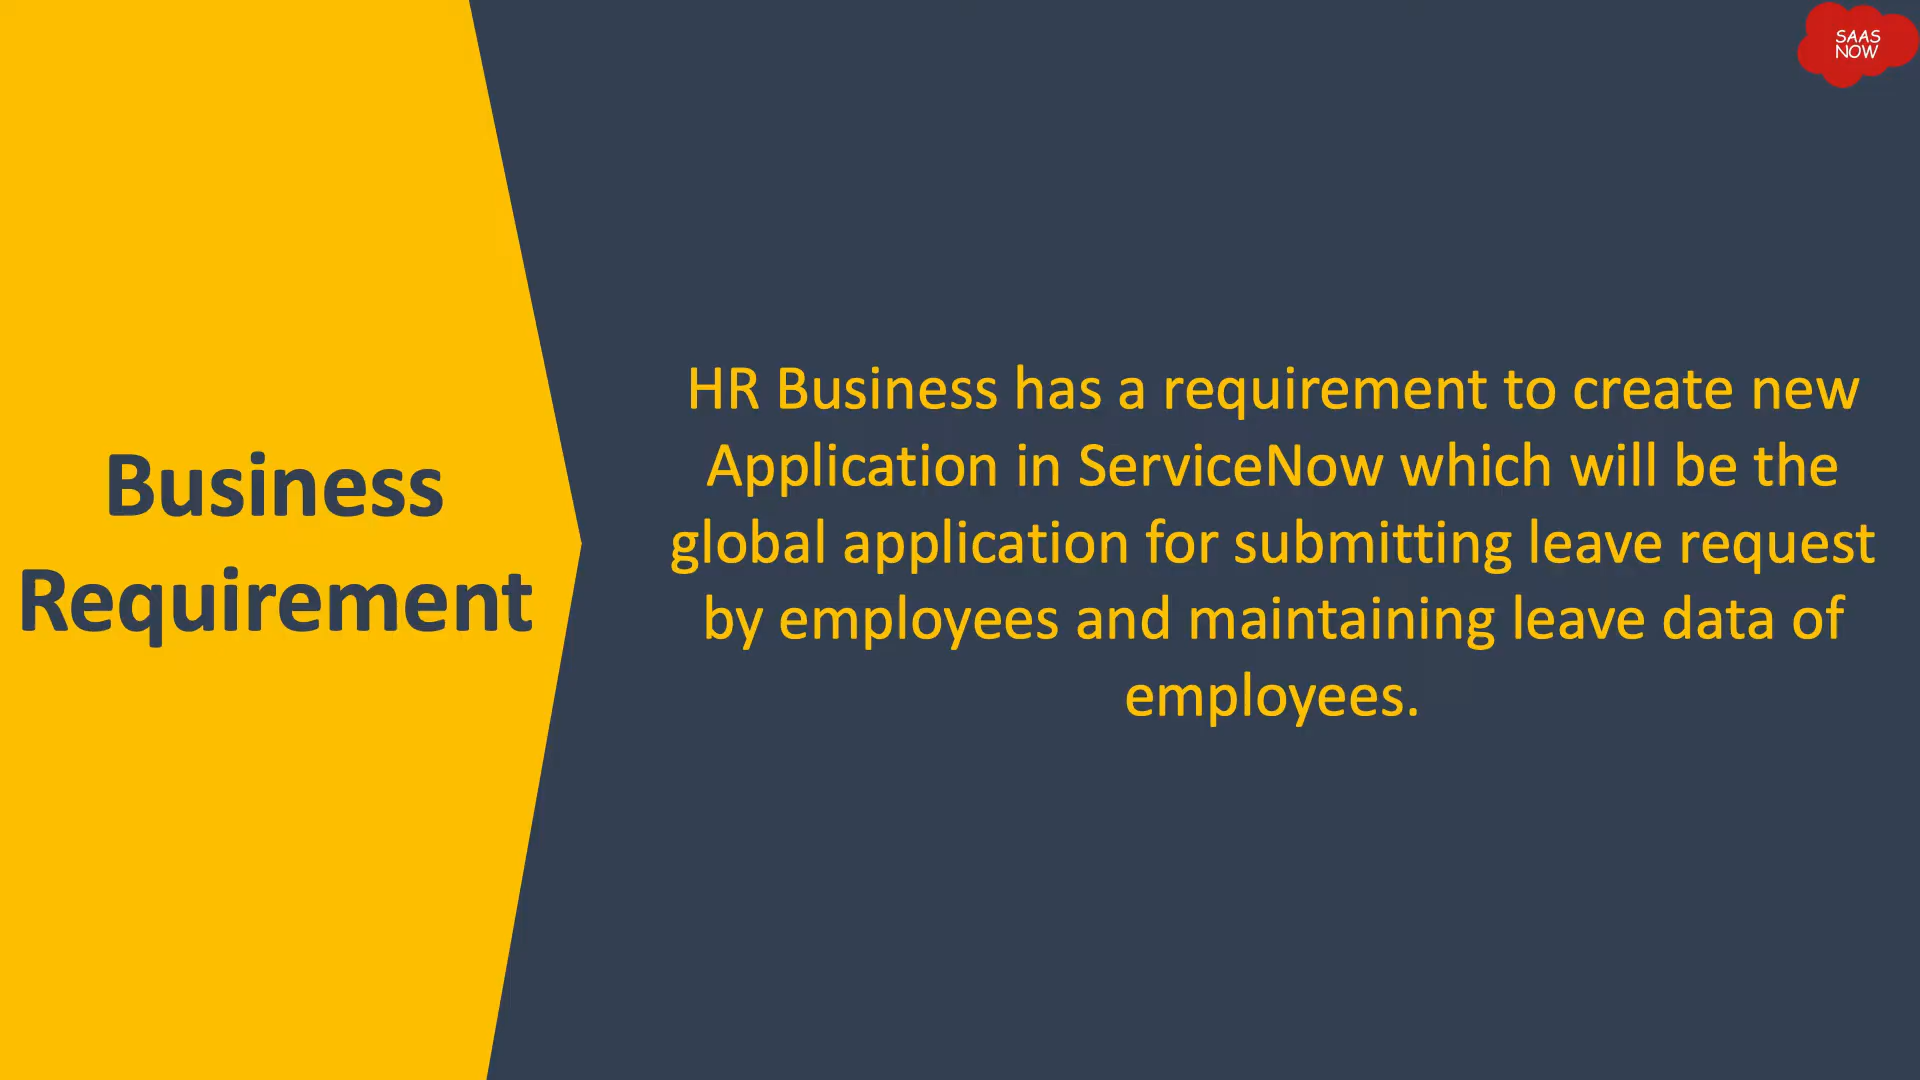 SAAS
NOW
Business
Requirement
HR Business has a requirement to create new
Application in ServiceNow which will be the
global application for submitting leave request
by employees and maintaining leave data of
employees.